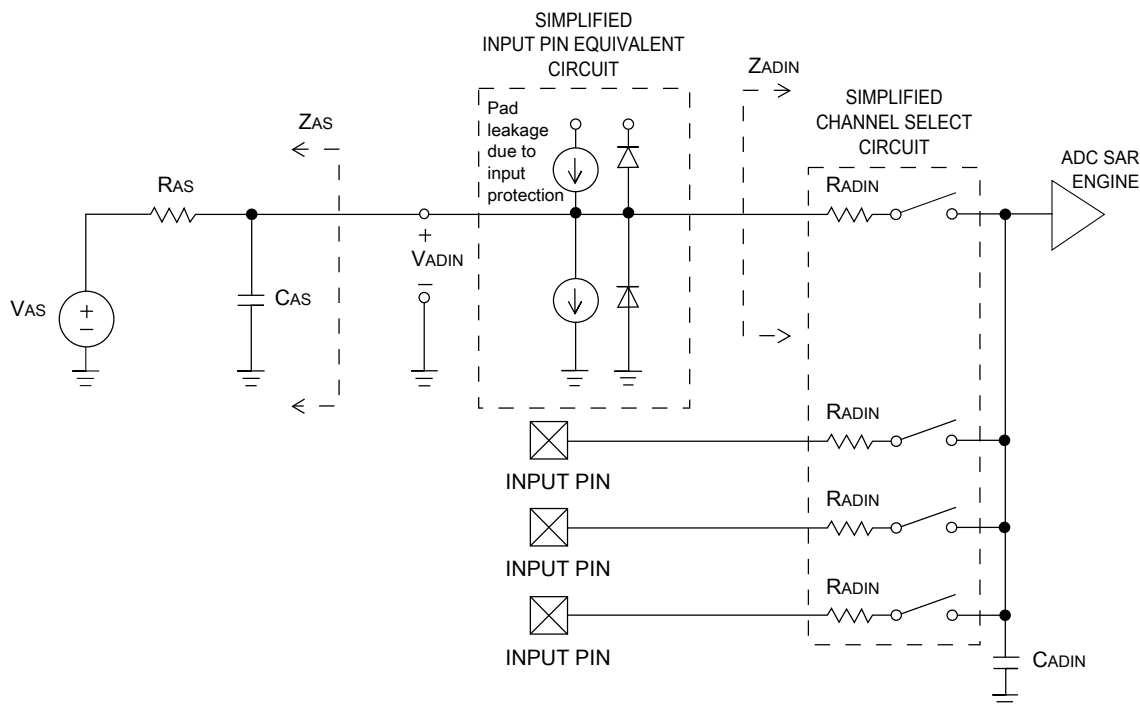 SIMPLIFIED
INPUT PIN EQUIVALENT
CIRCUIT
Pad
leakage
due to
input
protection
ZAS
RAS
VAS
+
−
CAS
+
VADIN
−
ZADIN
SIMPLIFIED
CHANNEL SELECT
CIRCUIT
RADIN
ADC SAR
ENGINE
RADIN
INPUT PIN
RADIN
INPUT PIN
RADIN
INPUT PIN
CADIN